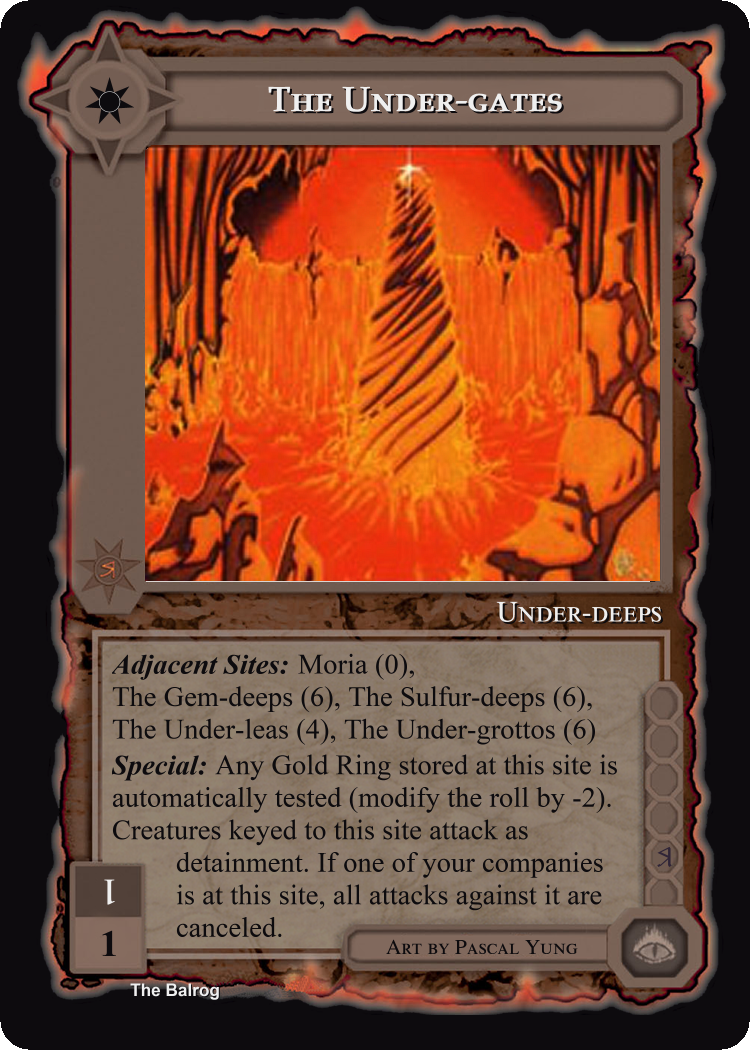 The Under-gates
Under-deeps
Adjacent Sites: Moria (0),
The Gem-deeps (6), The Sulfur-deeps (6),
The Under-leas (4), The Under-grottos (6)
Special: Any Gold Ring stored at this site is
automatically tested (modify the roll by -2).
Creatures keyed to this site attack as
detainment. If one of your companies
is at this site, all attacks against it are
canceled.
1
1
Art by Pascal Yung
The Balrog